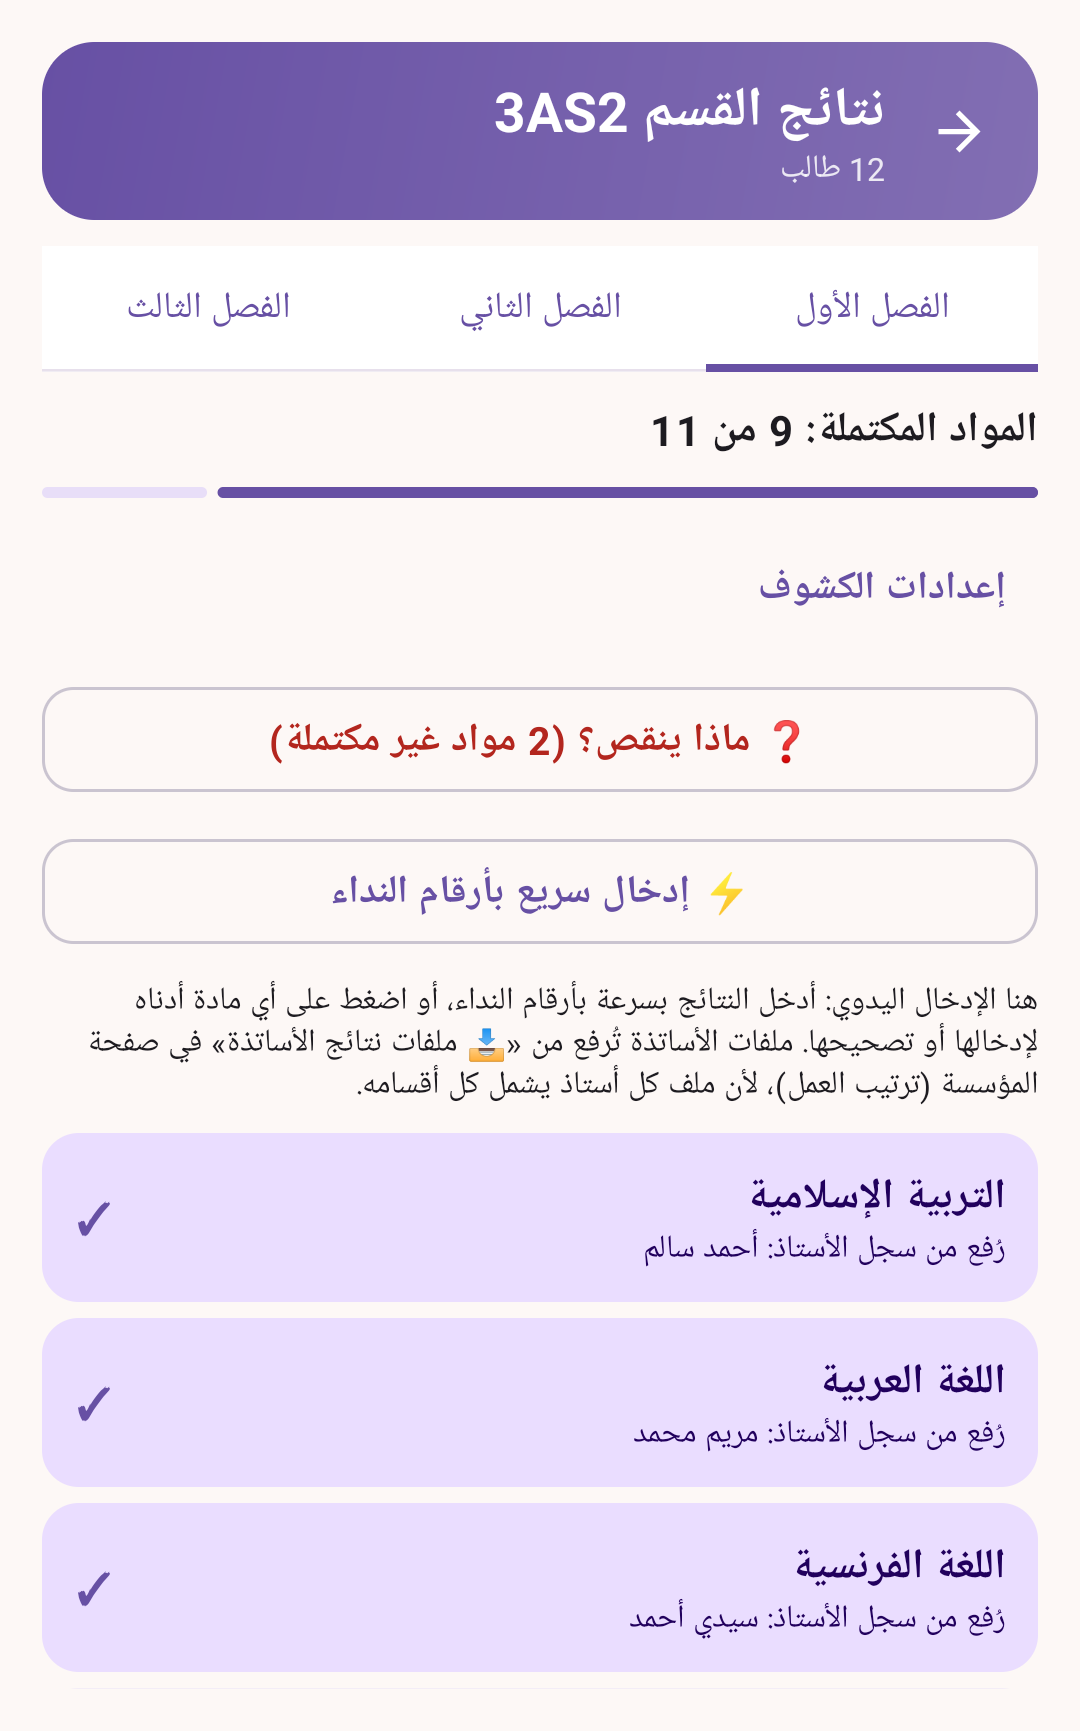 نتائج القسم 3AS2
12 طالب
الفصل الأول
الفصل الثاني
الفصل الثالث
المواد المكتملة: 9 من 11
إعدادات الكشوف
❓ ماذا ينقص؟ (2 مواد غير مكتملة)
⚡ إدخال سريع بأرقام النداء
هنا الإدخال اليدوي: أدخل النتائج بسرعة بأرقام النداء، أو اضغط على أي مادة أدناه
لإدخالها أو تصحيحها. ملفات الأساتذة تُرفع من «📥 ملفات نتائج الأساتذة» في صفحة
المؤسسة (ترتيب العمل)، لأن ملف كل أستاذ يشمل كل أقسامه.
التربية الإسلامية
رُفع من سجل الأستاذ: أحمد سالم
✓
اللغة العربية
رُفع من سجل الأستاذ: مريم محمد
✓
اللغة الفرنسية
رُفع من سجل الأستاذ: سيدي أحمد
✓